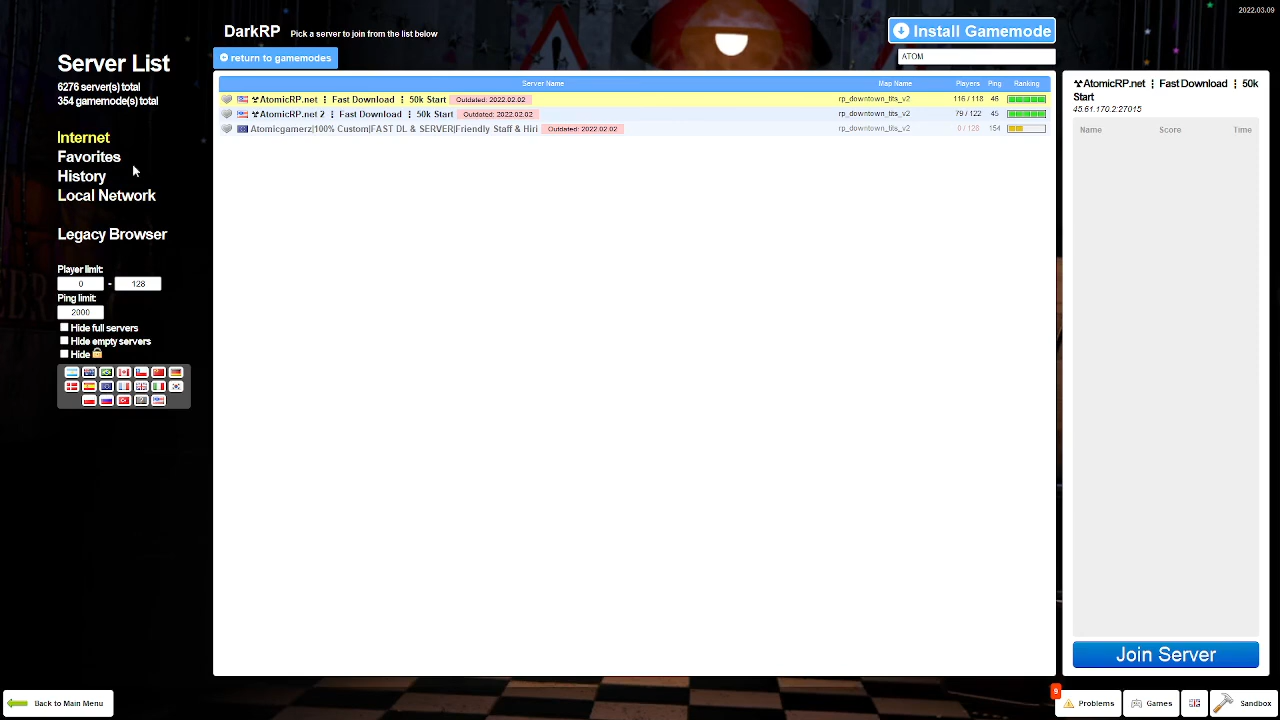 2022.03.09
DarkRP Pick a server to join from the list below
Install Gamemode
return to gamemodes
ATOM
Server List
6276 server(s) total
354 gamemode(s) total
Internet
Favorites
History
Local Network
Legacy Browser
Player limit:
0 - 128
Ping limit:
2000
Hide full servers
Hide empty servers
Hide
Server Name Map Name Players Ping Ranking
AtomicRP.net ⋮ Fast Download ⋮ 50k Start Outdated: 2022.02.02 rp_downtown_tits_v2 116 / 118 46
AtomicRP.net 2 ⋮ Fast Download ⋮ 50k Start Outdated: 2022.02.02 rp_downtown_tits_v2 79 / 122 45
Atomicgamerz|100% Custom|FAST DL & SERVER|Friendly Staff & Hiri Outdated: 2022.02.02 rp_downtown_tits_v2 0 / 128 154
AtomicRP.net ⋮ Fast Download ⋮ 50k
Start
45.61.170.2:27015
Name Score Time
Join Server
Back to Main Menu
9
Problems
Games
Sandbox